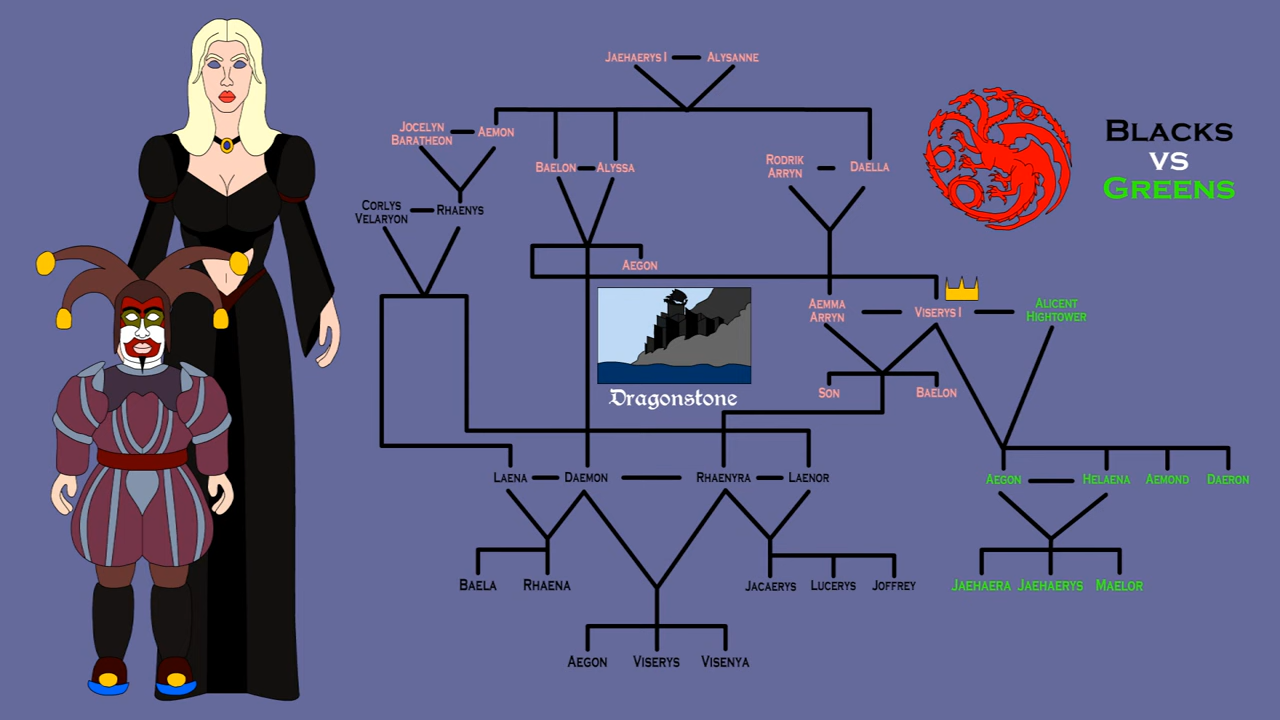 JAEHAERYS I
ALYSANNE
BLACKS
VS
GREENS
JOCELYN
BARATHEON
AEMON
BAELON
ALYSSA
RODRIK
ARRYN
DAELLA
CORLYS
VELARYON
RHAENYS
AEGON
AEMMA
ARRYN
VISERYS I
ALICENT
HIGHTOWER
Dragonstone
SON
BAELON
LAENA
DAEMON
RHAENYRA
LAENOR
AEGON
HELAENA
AEMOND
DAERON
BAELA
RHAENA
JACAERYS
LUCERYS
JOFFREY
JAEHAERA
JAEHAERYS
MAELOR
AEGON
VISERYS
VISENYA